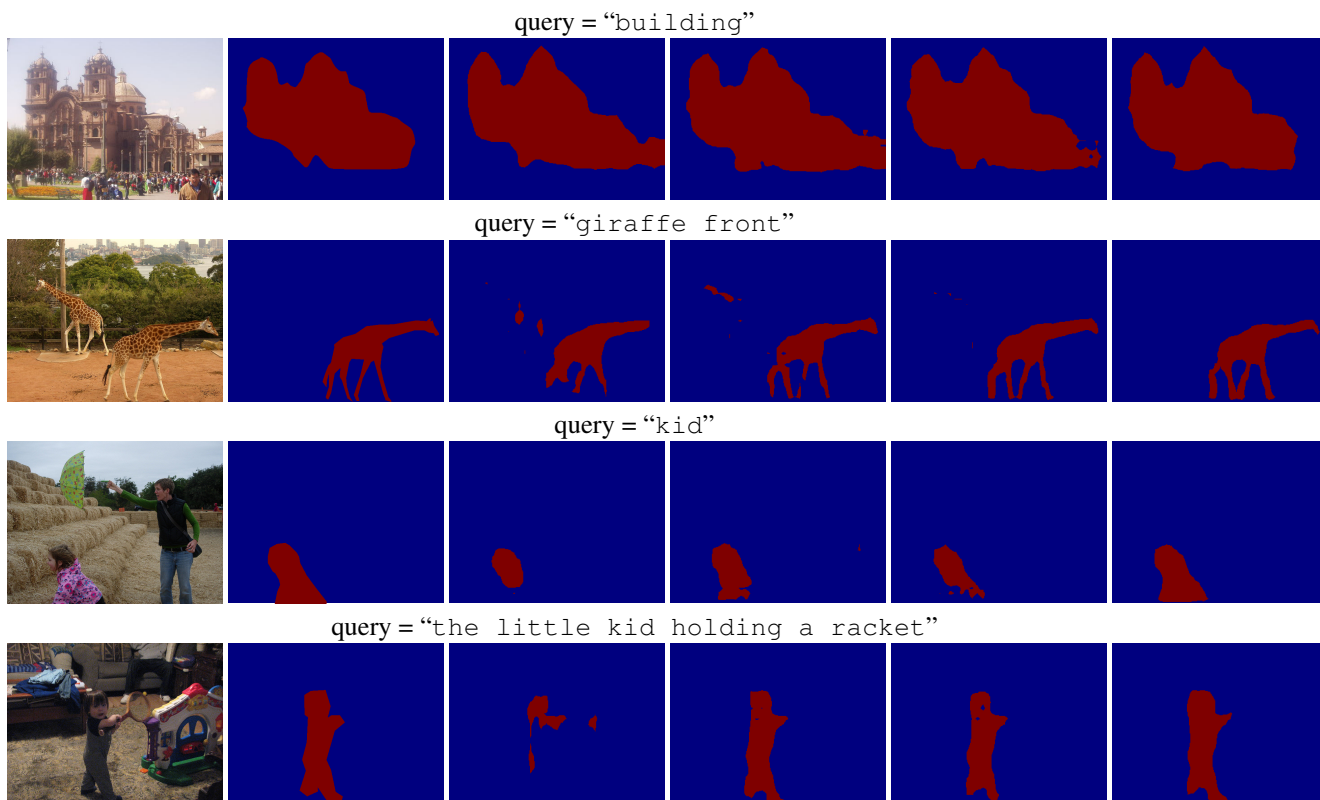 query = “building”
query = “giraffe front”
query = “kid”
query = “the little kid holding a racket”